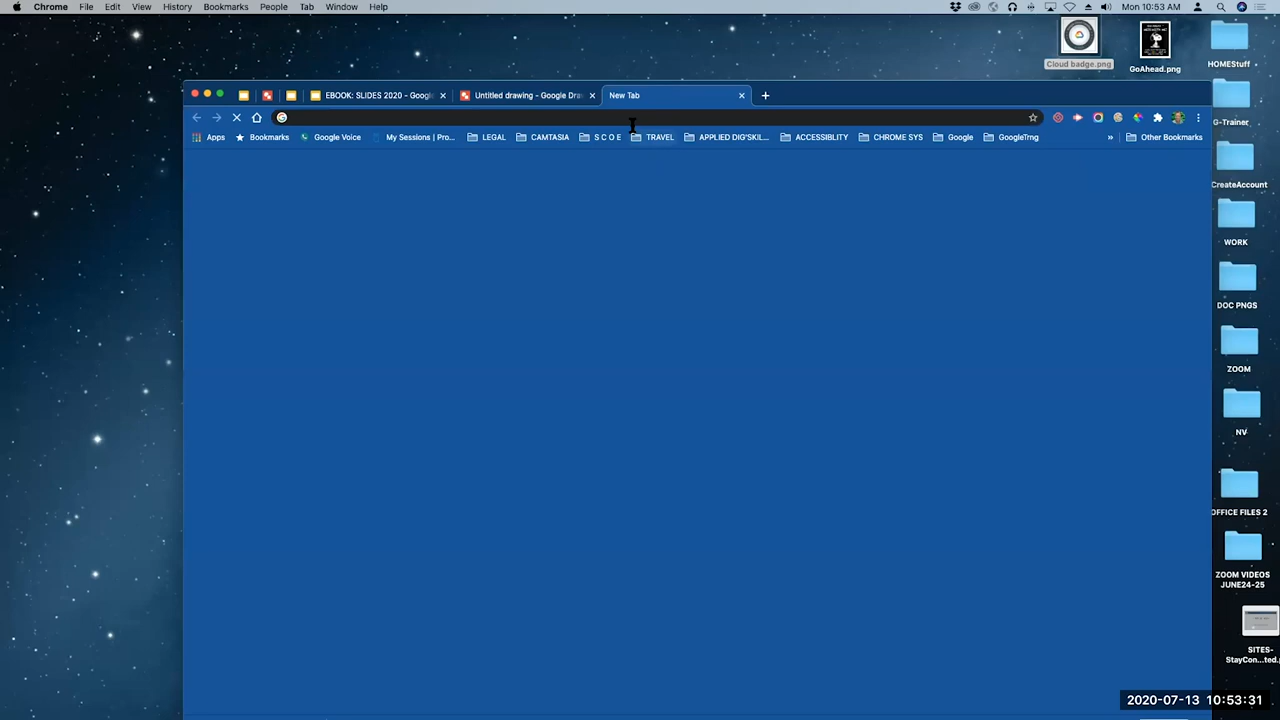 Chrome File Edit View History Bookmarks People Tab Window Help
Mon 10:53 AM
Cloud badge.png
GoAhead.png
HOMEStuff
EBOOK: SLIDES 2020 - Googl
Untitled drawing - Google Dra
New Tab
G-Trainer
Apps
Bookmarks
Google Voice
My Sessions | Pro...
LEGAL
CAMTASIA
S C O E
TRAVEL
APPLIED DIG'SKIL...
ACCESSIBLITY
CHROME SYS
Google
GoogleTrng
»
Other Bookmarks
CreateAccount
WORK
DOC PNGS
ZOOM
NV
OFFICE FILES 2
ZOOM VIDEOS
JUNE24-25
SITES-
StayCon...ted.p
2020-07-13 10:53:31